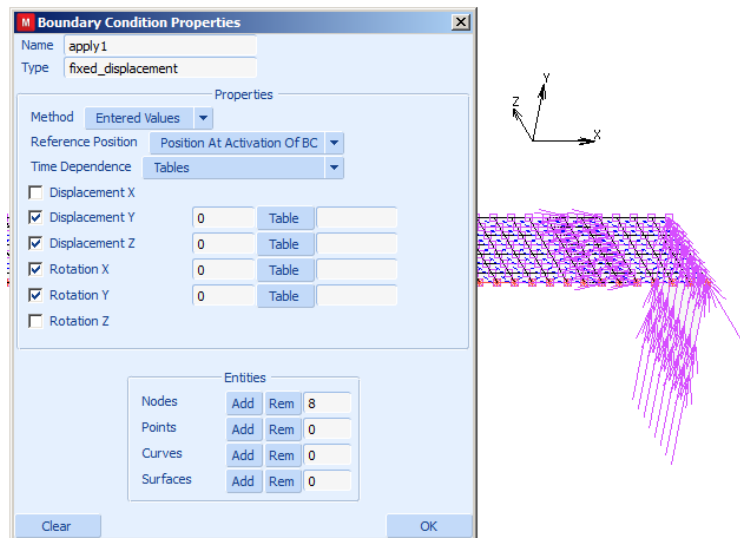 M Boundary Condition Properties
Name apply1
Type fixed_displacement
Properties
Method Entered Values
Reference Position Position At Activation Of BC
Time Dependence Tables
Displacement X
Displacement Y 0 Table
Displacement Z 0 Table
Rotation X 0 Table
Rotation Y 0 Table
Rotation Z
Entities
Nodes Add Rem 8
Points Add Rem 0
Curves Add Rem 0
Surfaces Add Rem 0
Clear OK
Y
Z
X